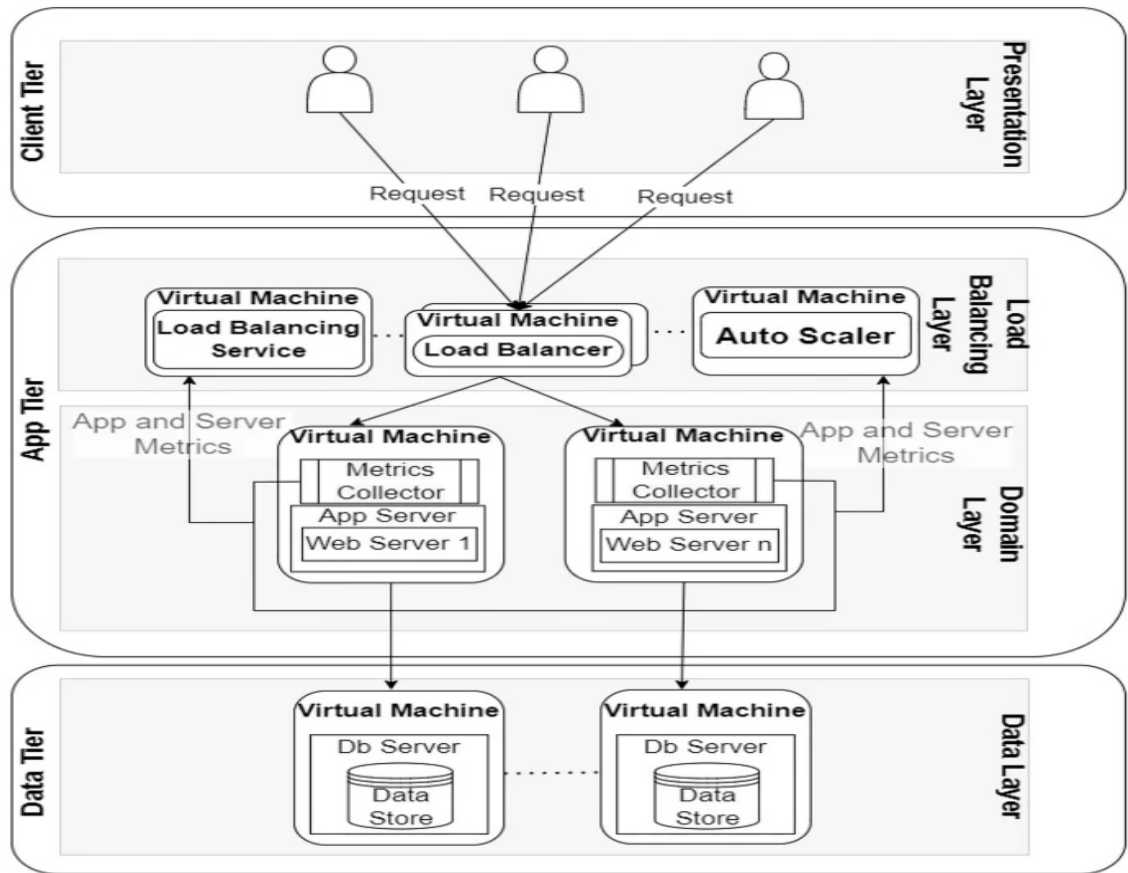 Client Tier
Presentation
Layer
Request
Request
Request
App Tier
Load
Balancing
Layer
Virtual Machine
Load Balancing
Service
Virtual Machine
Load Balancer
Virtual Machine
Auto Scaler
App and Server
Metrics
App and Server
Metrics
Domain
Layer
Virtual Machine
Metrics
Collector
App Server
Web Server 1
Virtual Machine
Metrics
Collector
App Server
Web Server n
Data Tier
Data Layer
Virtual Machine
Db Server
Data
Store
Virtual Machine
Db Server
Data
Store